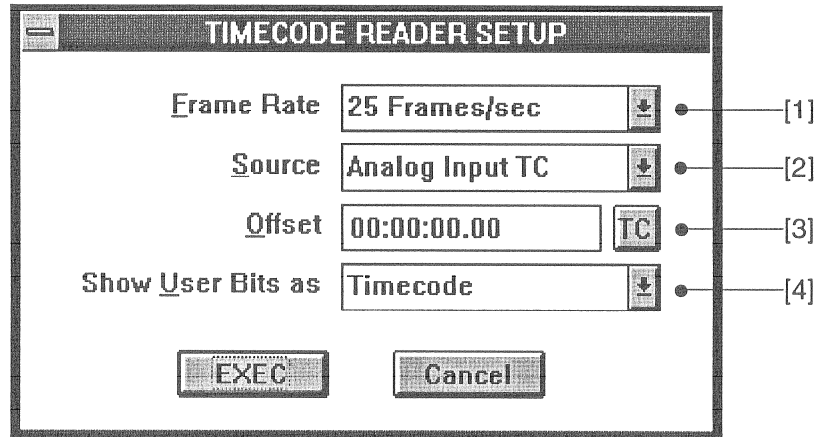 TIMECODE READER SETUP
Frame Rate 25 Frames/sec [1]
Source Analog Input TC [2]
Offset 00:00:00.00 TC [3]
Show User Bits as Timecode [4]
EXEC Cancel